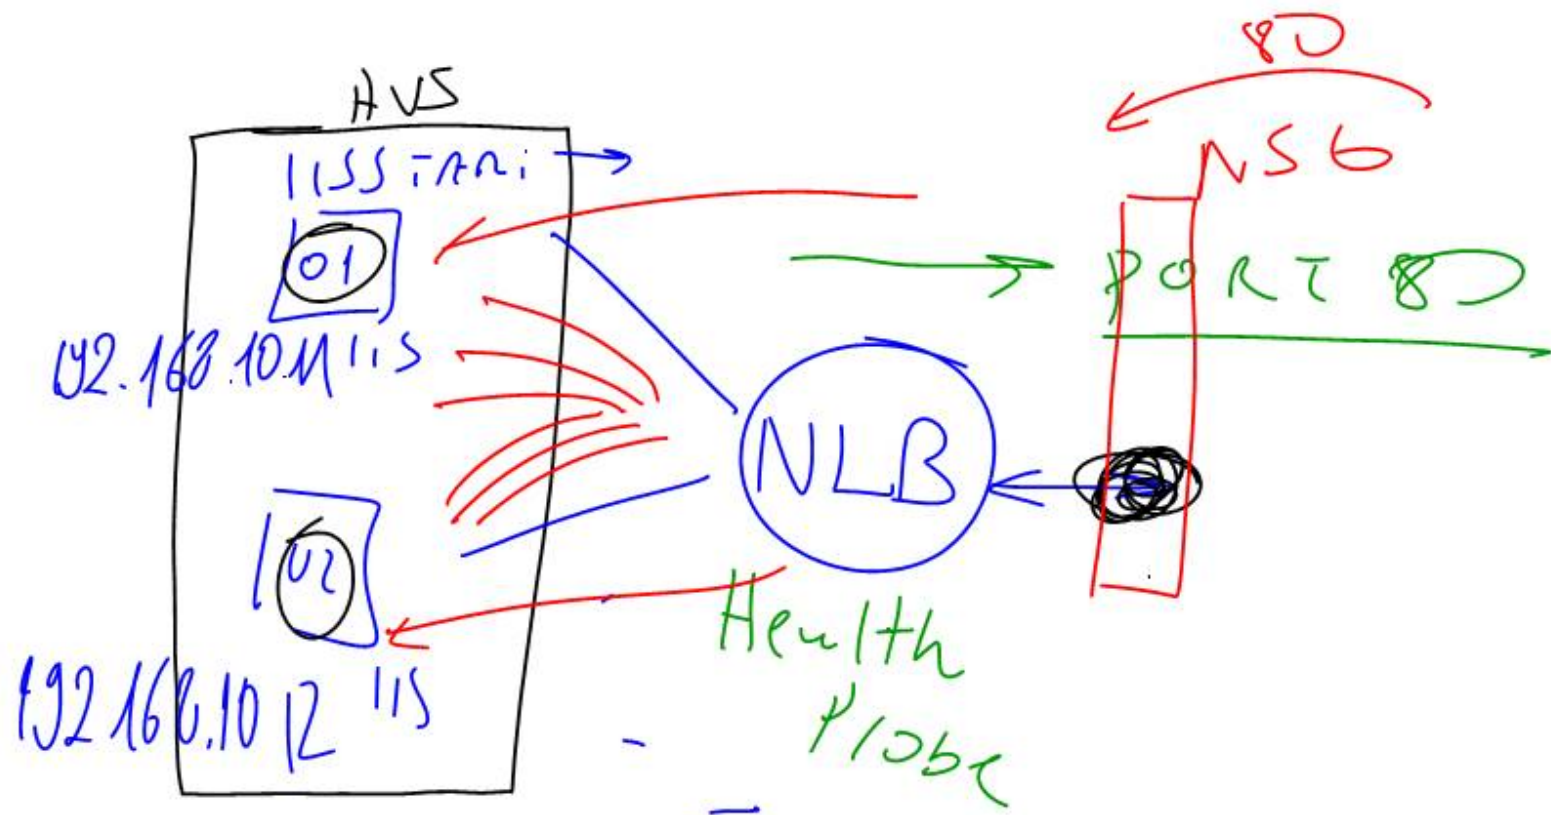 AVS
80
NSG
01
192.168.10.11 IIS
PORT 80
NLB
02
192.168.10 12 IIS
Health
Probe